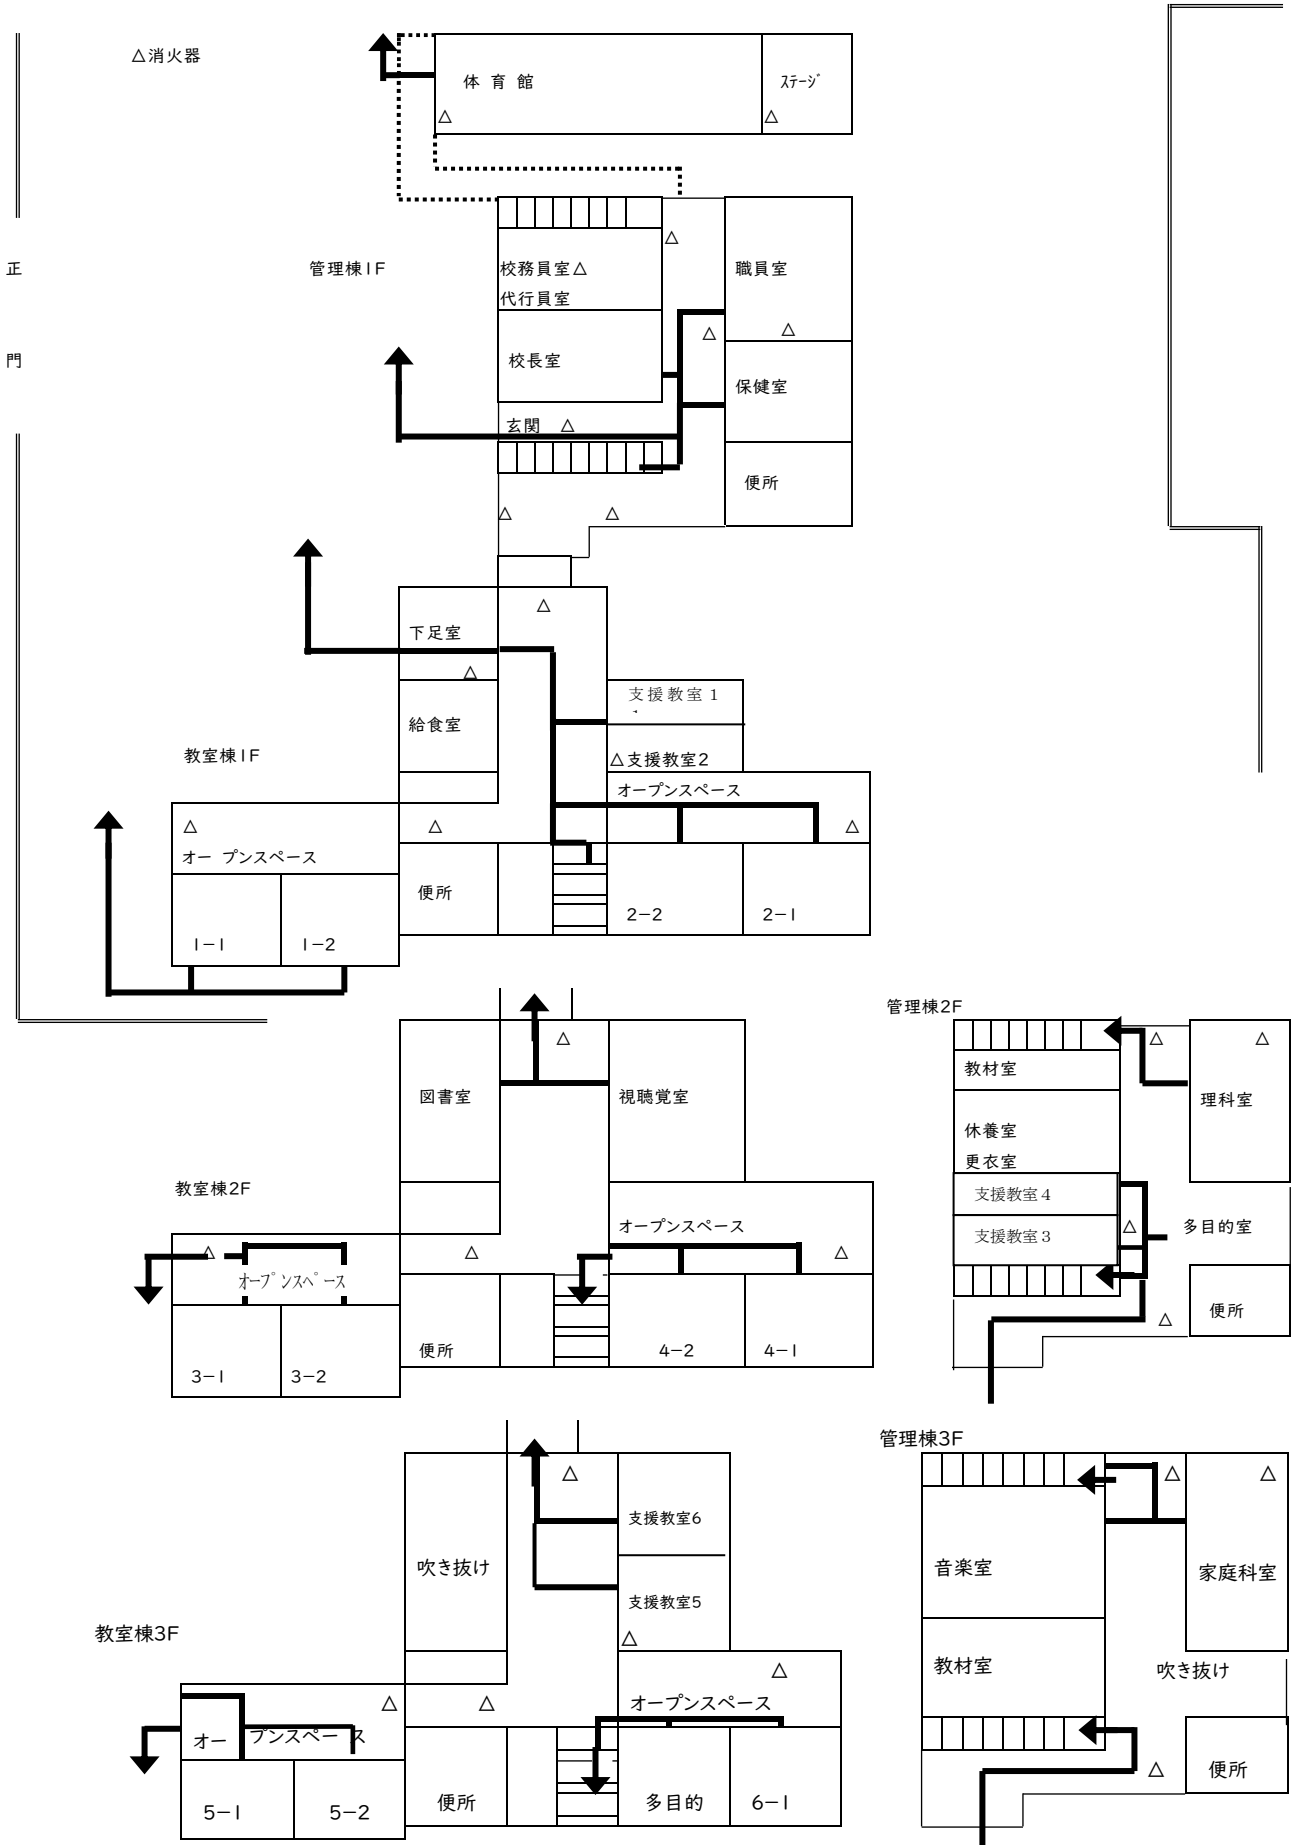 △消火器
体 育 館
ｽﾃｰｼﾞ
△
△
正
門
管理棟1F
△
校務員室△
代行員室
職員室
△
△
校長室
保健室
玄関 △
便所
△
△
△
下足室
△
支援教室１
給食室
△支援教室2
教室棟1F
オープンスペース
△
△
△
オー プンスペース
便所
2−2
2−1
1−1
1−2
管理棟2F
△
△
△
教材室
図書室
視聴覚室
理科室
休養室
更衣室
教室棟2F
支援教室４
オープンスペース
△
多目的室
支援教室３
△
△
△
ｵｰﾌﾟﾝｽﾍﾟｰｽ
便所
△
便所
4−2
4−1
3−1
3−2
管理棟3F
△
△
△
支援教室6
吹き抜け
音楽室
家庭科室
支援教室5
教室棟3F
△
教材室
吹き抜け
△
△
△
オープンスペース
オー プンスペース
△
便所
便所
多目的
6−1
5−1
5−2